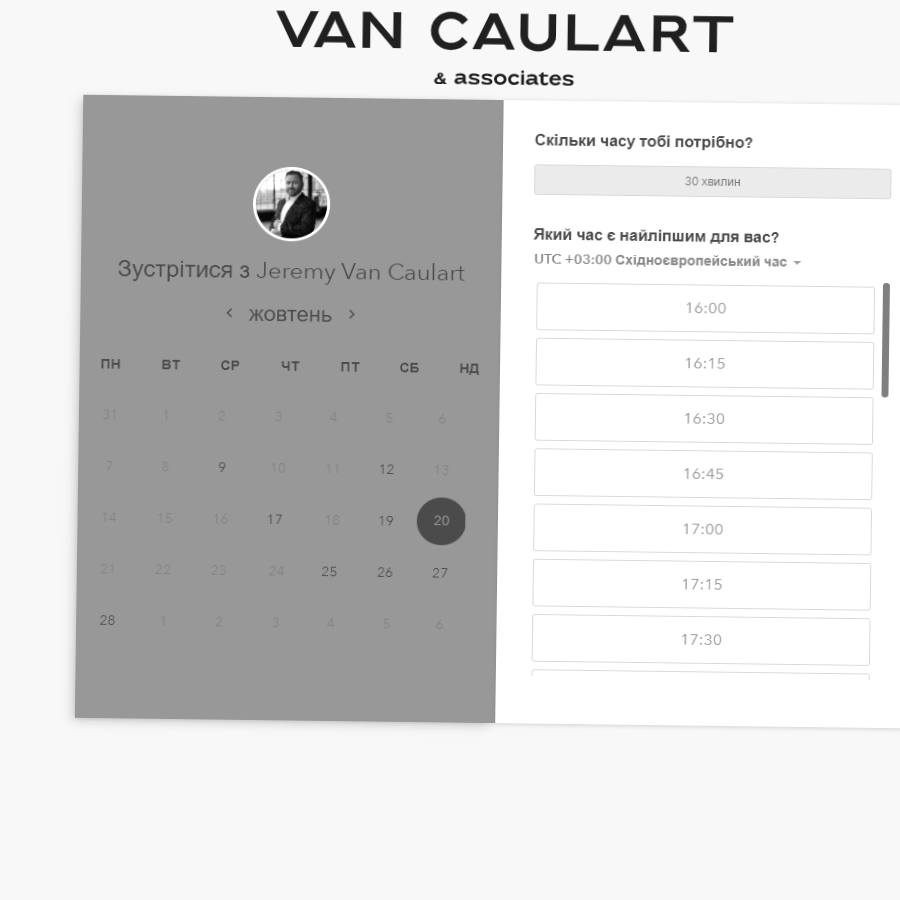 VAN CAULART
& associates
Зустрітися з Jeremy Van Caulart
жовтень
ПН ВТ СР ЧТ ПТ СБ НД
31 1 2 3 4 5 6
7 8 9 10 11 12 13
14 15 16 17 18 19 20
21 22 23 24 25 26 27
28 1 2 3 4 5 6
Скільки часу тобі потрібно?
30 хвилин
Який час є найліпшим для вас?
UTC +03:00 Східноєвропейський час
16:00
16:15
16:30
16:45
17:00
17:15
17:30